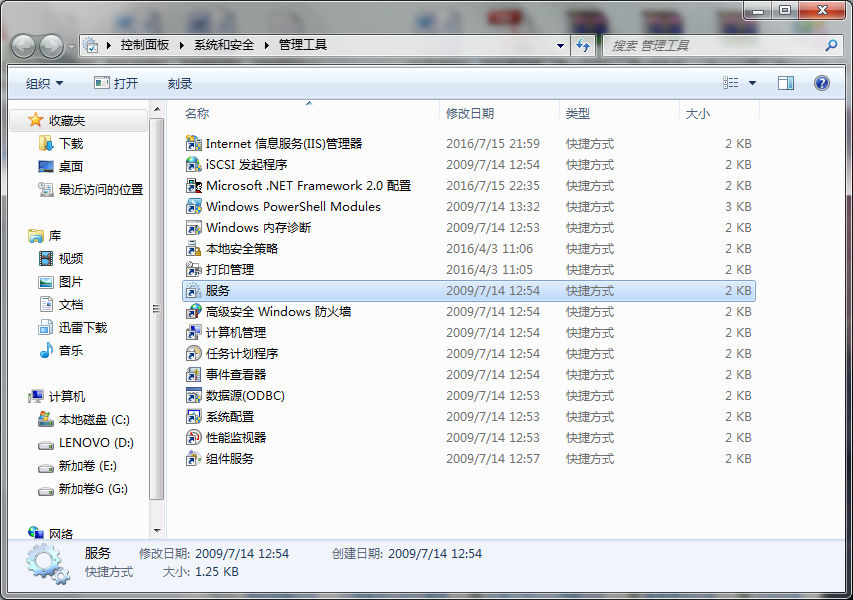 控制面板 系统和安全 管理工具 搜索 管理工具
组织 打开 刻录
名称 修改日期 类型 大小
收藏夹
下载
桌面
最近访问的位置
库
视频
图片
文档
迅雷下载
音乐
计算机
本地磁盘 (C:)
LENOVO (D:)
新加卷 (E:)
新加卷G (G:)
网络
Internet 信息服务(IIS)管理器 2016/7/15 21:59 快捷方式 2 KB
iSCSI 发起程序 2009/7/14 12:54 快捷方式 2 KB
Microsoft .NET Framework 2.0 配置 2016/7/15 22:35 快捷方式 2 KB
Windows PowerShell Modules 2009/7/14 13:32 快捷方式 3 KB
Windows 内存诊断 2009/7/14 12:53 快捷方式 2 KB
本地安全策略 2016/4/3 11:06 快捷方式 2 KB
打印管理 2016/4/3 11:05 快捷方式 2 KB
服务 2009/7/14 12:54 快捷方式 2 KB
高级安全 Windows 防火墙 2009/7/14 12:54 快捷方式 2 KB
计算机管理 2009/7/14 12:54 快捷方式 2 KB
任务计划程序 2009/7/14 12:54 快捷方式 2 KB
事件查看器 2009/7/14 12:54 快捷方式 2 KB
数据源(ODBC) 2009/7/14 12:53 快捷方式 2 KB
系统配置 2009/7/14 12:53 快捷方式 2 KB
性能监视器 2009/7/14 12:53 快捷方式 2 KB
组件服务 2009/7/14 12:57 快捷方式 2 KB
服务 修改日期: 2009/7/14 12:54 创建日期: 2009/7/14 12:54
快捷方式 大小: 1.25 KB